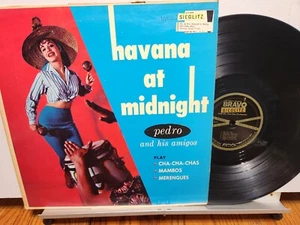 SIEGLITZ
havana
at
midnight
pedro
and his amigos
PLAY
CHA-CHA-CHAS
MAMBOS
MERENGUES
BRAVO